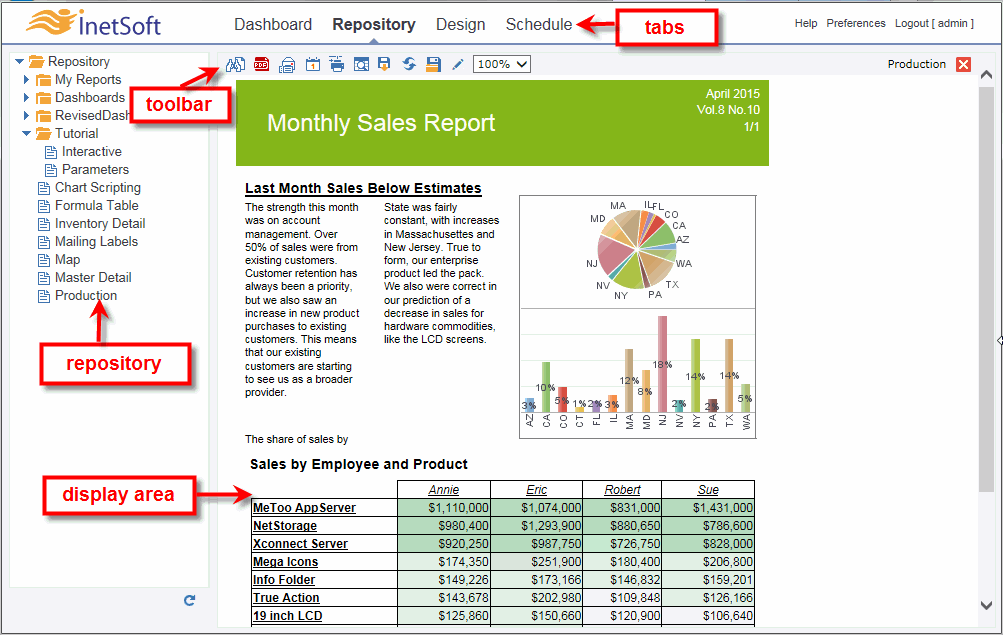 InetSoft
Dashboard Repository Design Schedule
tabs
Help Preferences Logout [ admin ]
Repository
My Reports
Dashboards
RevisedDash
Tutorial
Interactive
Parameters
Chart Scripting
Formula Table
Inventory Detail
Mailing Labels
Map
Master Detail
Production
toolbar
repository
display area
PDF
1
100%
Production
Monthly Sales Report
April 2015
Vol.8 No.10
1/1
Last Month Sales Below Estimates
The strength this month
was on account
management. Over
50% of sales were from
existing customers.
Customer retention has
always been a priority,
but we also saw an
increase in new product
purchases to existing
customers. This means
that our existing
customers are starting
to see us as a broader
provider.
State was fairly
constant, with increases
in Massachusetts and
New Jersey. True to
form, our enterprise
product led the pack.
We also were correct in
our prediction of a
decrease in sales for
hardware commodities,
like the LCD screens.
MA IL FL
CO
MD
CA
AZ
NJ
WA
NV
TX
NY
PA
3% 10% 5% 1% 2% 3% 12% 8% 18% 2% 14% 2% 14% 5%
AZ CA CO CT FL IL MA MD NJ NV NY PA TX WA
The share of sales by
Sales by Employee and Product
Annie Eric Robert Sue
MeToo AppServer $1,110,000 $1,074,000 $831,000 $1,431,000
NetStorage $980,400 $1,293,900 $880,650 $786,600
Xconnect Server $920,250 $987,750 $726,750 $828,000
Mega Icons $174,350 $251,900 $180,400 $206,800
Info Folder $149,226 $173,166 $146,832 $159,201
True Action $143,678 $202,980 $109,848 $126,166
19 inch LCD $125,860 $150,660 $120,900 $106,640